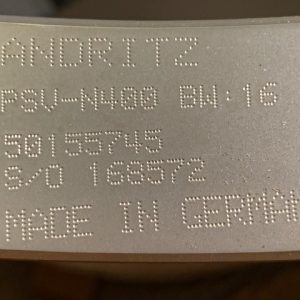 ANDRITZ
PSV-N400 BW:16
50155745
S/O 168572
MADE IN GERMAN